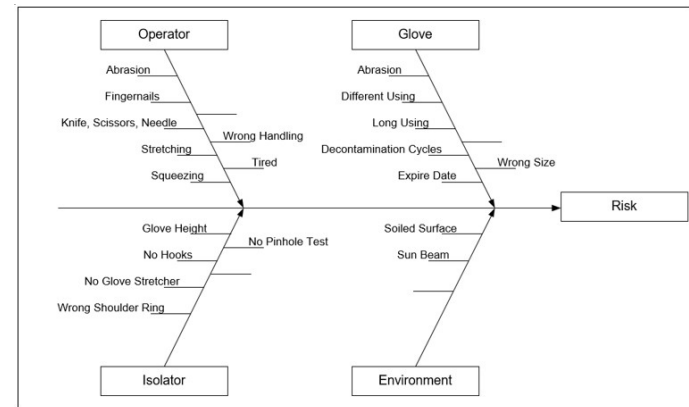 Operator
Glove
Abrasion
Fingernails
Knife, Scissors, Needle
Wrong Handling
Stretching
Tired
Squeezing
Abrasion
Different Using
Long Using
Decontamination Cycles
Wrong Size
Expire Date
Risk
Glove Height
No Pinhole Test
No Hooks
No Glove Stretcher
Wrong Shoulder Ring
Soiled Surface
Sun Beam
Isolator
Environment